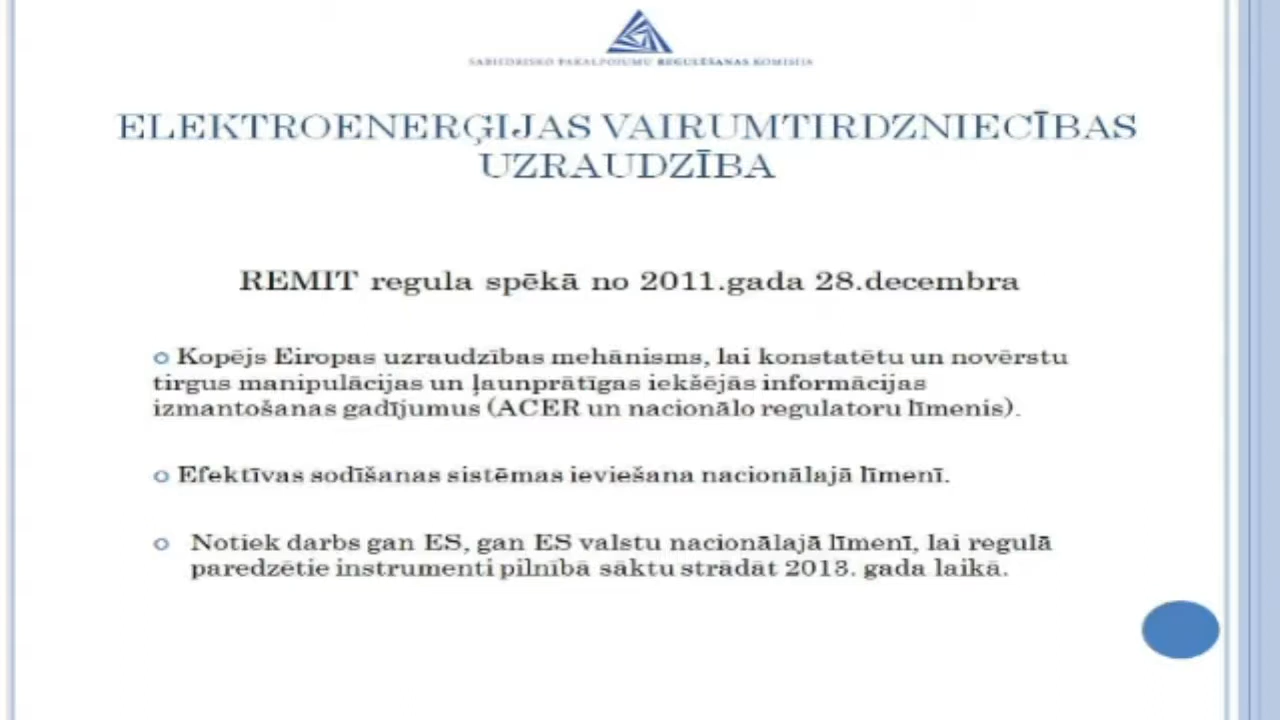 SABIEDRISKO PAKALPOJUMU REGULĒŠANAS KOMISIJA
ELEKTROENERĢIJAS VAIRUMTIRDZNIECĪBAS
UZRAUDZĪBA
REMIT regula spēkā no 2011.gada 28.decembra
Kopējs Eiropas uzraudzības mehānisms, lai konstatētu un novērstu
tirgus manipulācijas un ļaunprātīgas iekšējās informācijas
izmantošanas gadījumus (ACER un nacionālo regulatoru līmenis).
Efektīvas sodīšanas sistēmas ieviešana nacionālajā līmenī.
Notiek darbs gan ES, gan ES valstu nacionālajā līmenī, lai regulā
paredzētie instrumenti pilnībā sāktu strādāt 2013. gada laikā.